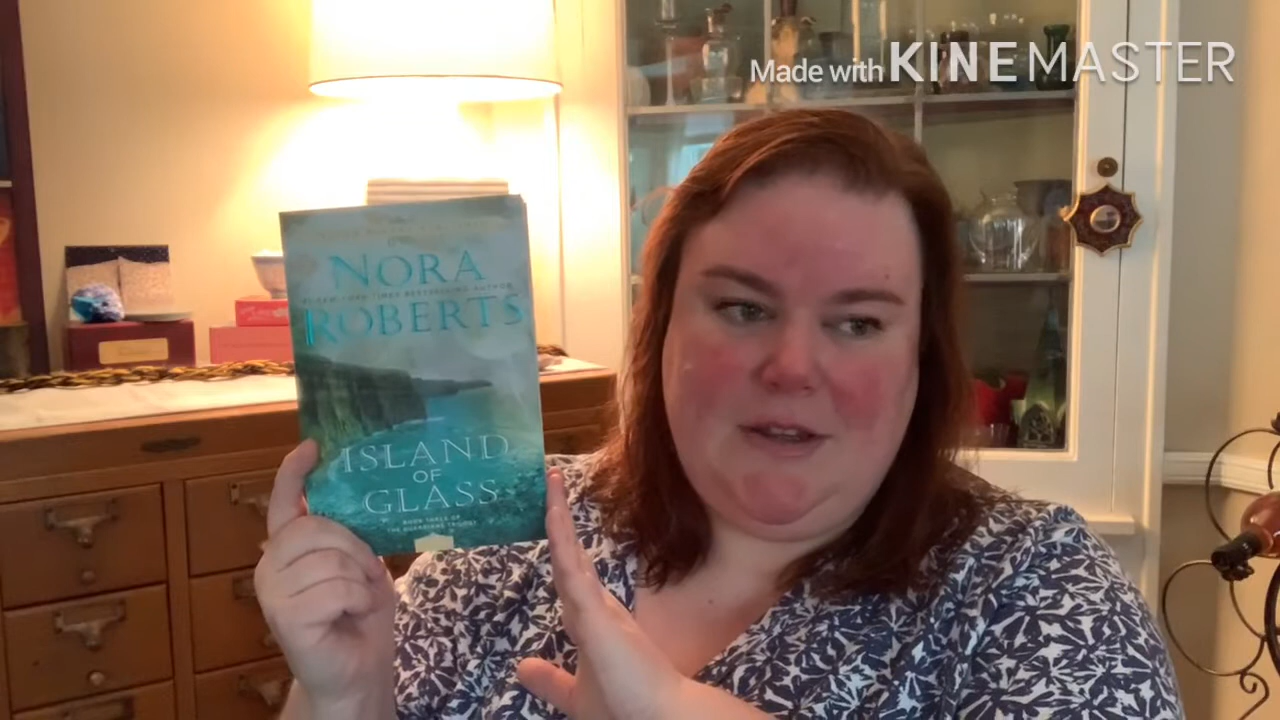 Made with KINEMASTER
NORA
#1 NEW YORK TIMES BESTSELLING AUTHOR
ROBERTS
ISLAND
OF
GLASS
BOOK THREE OF
THE GUARDIANS TRILOGY